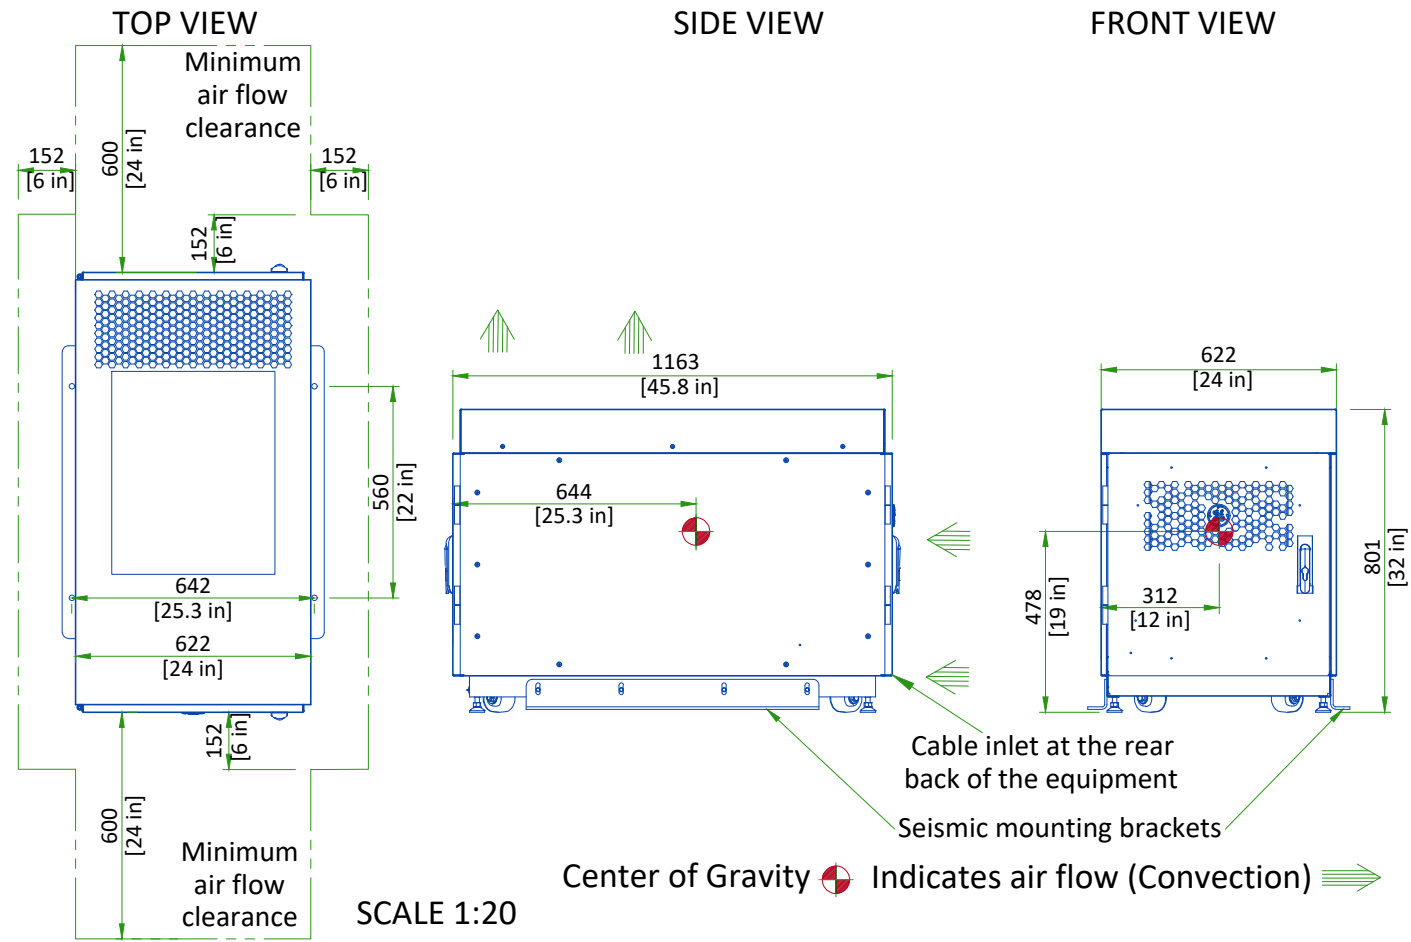 TOP VIEW
SIDE VIEW
FRONT VIEW
Minimum
air flow
clearance
600
[24 in]
152
[6 in]
152
[6 in]
152
[6 in]
560
[22 in]
642
[25.3 in]
622
[24 in]
152
[6 in]
600
[24 in]
Minimum
air flow
clearance
1163
[45.8 in]
644
[25.3 in]
622
[24 in]
801
[32 in]
478
[19 in]
312
[12 in]
Cable inlet at the rear
back of the equipment
Seismic mounting brackets
Center of Gravity
Indicates air flow (Convection)
SCALE 1:20